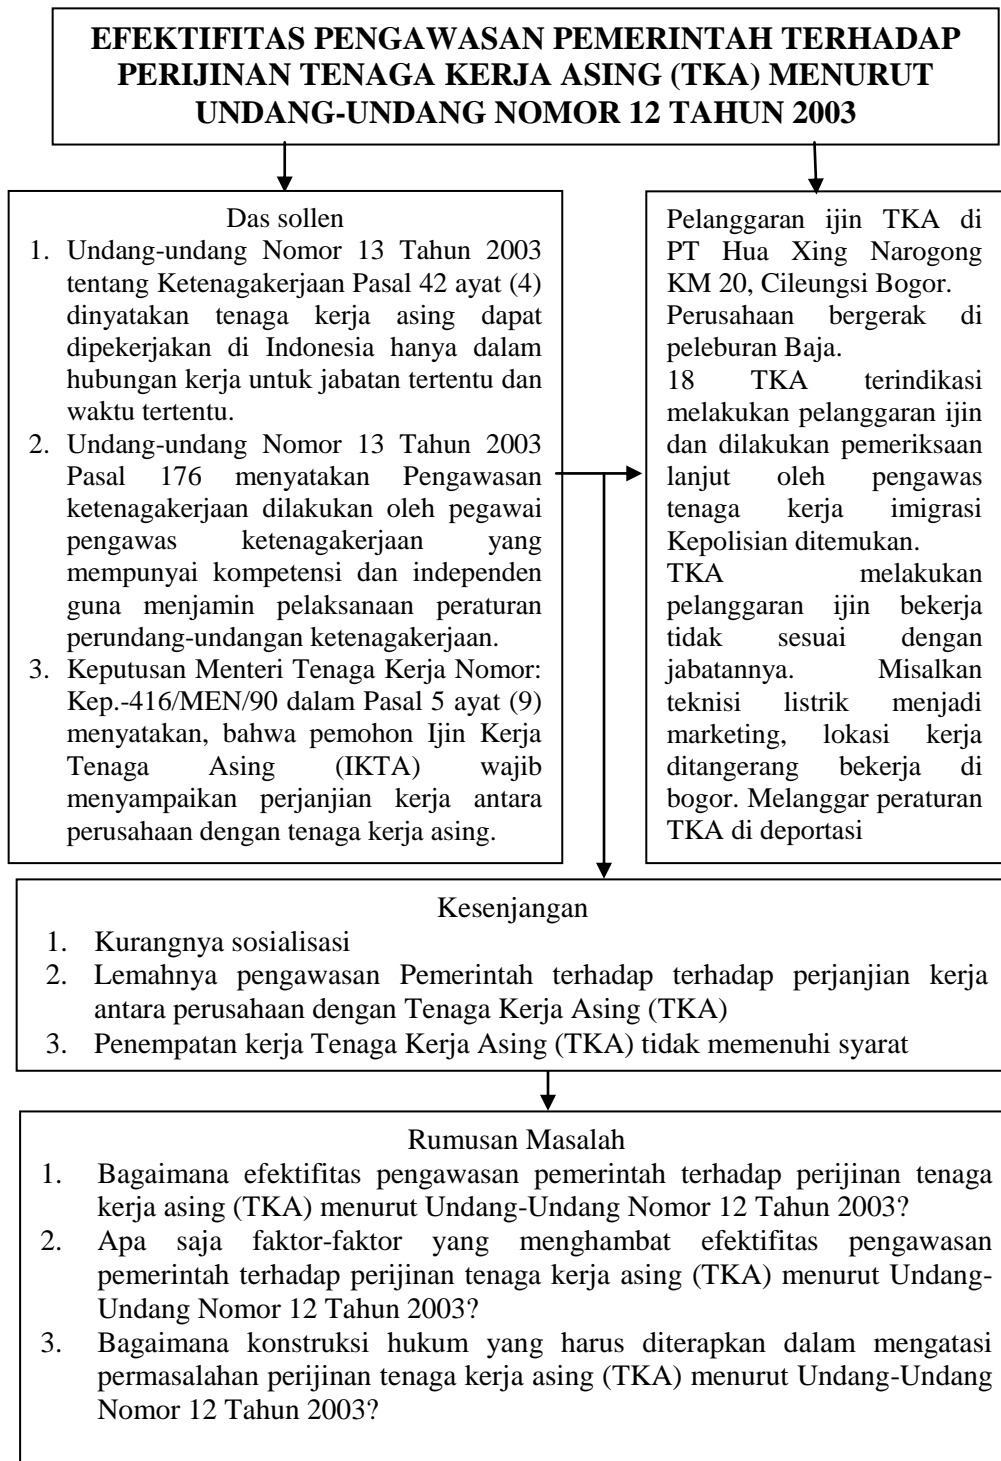 EFEKTIFITAS PENGAWASAN PEMERINTAH TERHADAP
PERIJINAN TENAGA KERJA ASING (TKA) MENURUT
UNDANG-UNDANG NOMOR 12 TAHUN 2003
Das sollen
1. Undang-undang Nomor 13 Tahun 2003
tentang Ketenagakerjaan Pasal 42 ayat (4)
dinyatakan tenaga kerja asing dapat
dipekerjakan di Indonesia hanya dalam
hubungan kerja untuk jabatan tertentu dan
waktu tertentu.
2. Undang-undang Nomor 13 Tahun 2003
Pasal 176 menyatakan Pengawasan
ketenagakerjaan dilakukan oleh pegawai
pengawas ketenagakerjaan yang
mempunyai kompetensi dan independen
guna menjamin pelaksanaan peraturan
perundang-undangan ketenagakerjaan.
3. Keputusan Menteri Tenaga Kerja Nomor:
Kep.-416/MEN/90 dalam Pasal 5 ayat (9)
menyatakan, bahwa pemohon Ijin Kerja
Tenaga Asing (IKTA) wajib
menyampaikan perjanjian kerja antara
perusahaan dengan tenaga kerja asing.
Pelanggaran ijin TKA di
PT Hua Xing Narogong
KM 20, Cileungsi Bogor.
Perusahaan bergerak di
peleburan Baja.
18 TKA terindikasi
melakukan pelanggaran ijin
dan dilakukan pemeriksaan
lanjut oleh pengawas
tenaga kerja imigrasi
Kepolisian ditemukan.
TKA melakukan
pelanggaran ijin bekerja
tidak sesuai dengan
jabatannya. Misalkan
teknisi listrik menjadi
marketing, lokasi kerja
ditangerang bekerja di
bogor. Melanggar peraturan
TKA di deportasi
Kesenjangan
1. Kurangnya sosialisasi
2. Lemahnya pengawasan Pemerintah terhadap terhadap perjanjian kerja
antara perusahaan dengan Tenaga Kerja Asing (TKA)
3. Penempatan kerja Tenaga Kerja Asing (TKA) tidak memenuhi syarat
Rumusan Masalah
1. Bagaimana efektifitas pengawasan pemerintah terhadap perijinan tenaga
kerja asing (TKA) menurut Undang-Undang Nomor 12 Tahun 2003?
2. Apa saja faktor-faktor yang menghambat efektifitas pengawasan
pemerintah terhadap perijinan tenaga kerja asing (TKA) menurut Undang-
Undang Nomor 12 Tahun 2003?
3. Bagaimana konstruksi hukum yang harus diterapkan dalam mengatasi
permasalahan perijinan tenaga kerja asing (TKA) menurut Undang-Undang
Nomor 12 Tahun 2003?